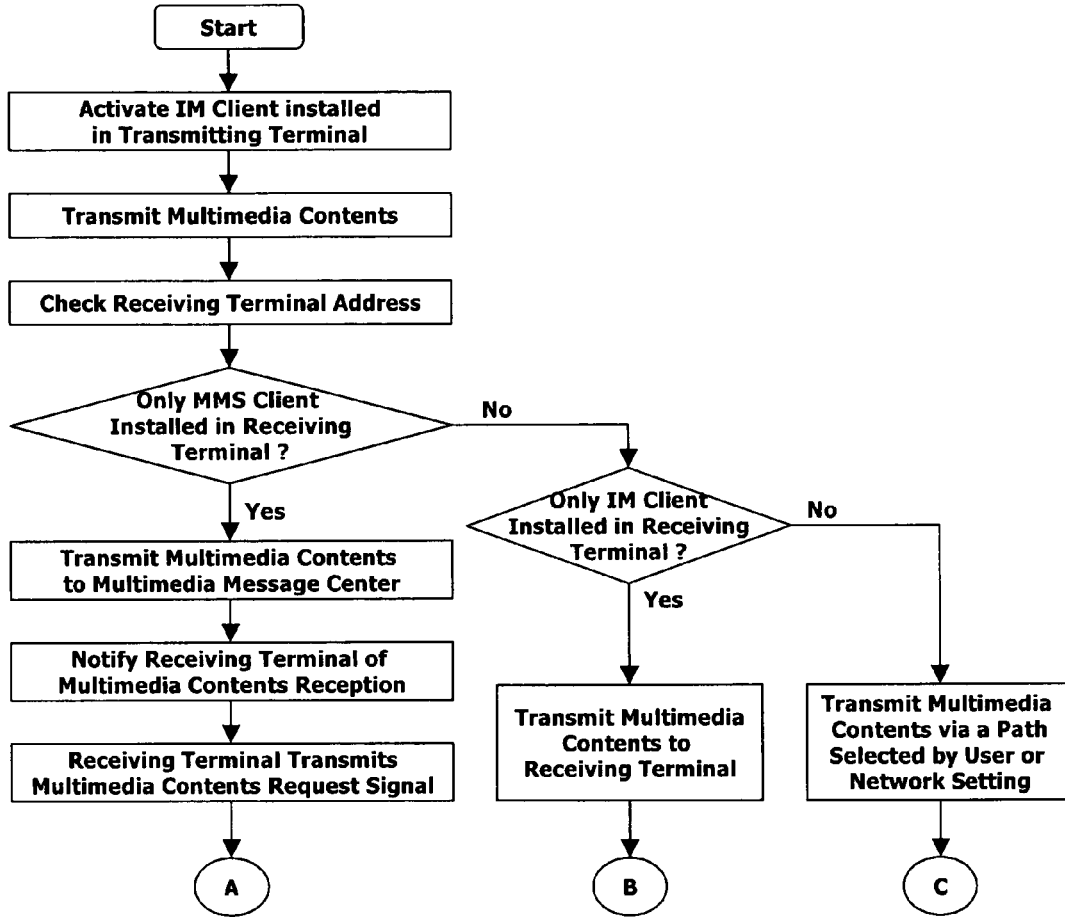 Start
Activate IM Client installed
in Transmitting Terminal
Transmit Multimedia Contents
Check Receiving Terminal Address
Only MMS Client
Installed in Receiving
Terminal ?
No
Yes
Only IM Client
Installed in Receiving
Terminal ?
No
Yes
Transmit Multimedia Contents
to Multimedia Message Center
Notify Receiving Terminal of
Multimedia Contents Reception
Receiving Terminal Transmits
Multimedia Contents Request Signal
Transmit Multimedia
Contents to
Receiving Terminal
Transmit Multimedia
Contents via a Path
Selected by User or
Network Setting
A
B
C